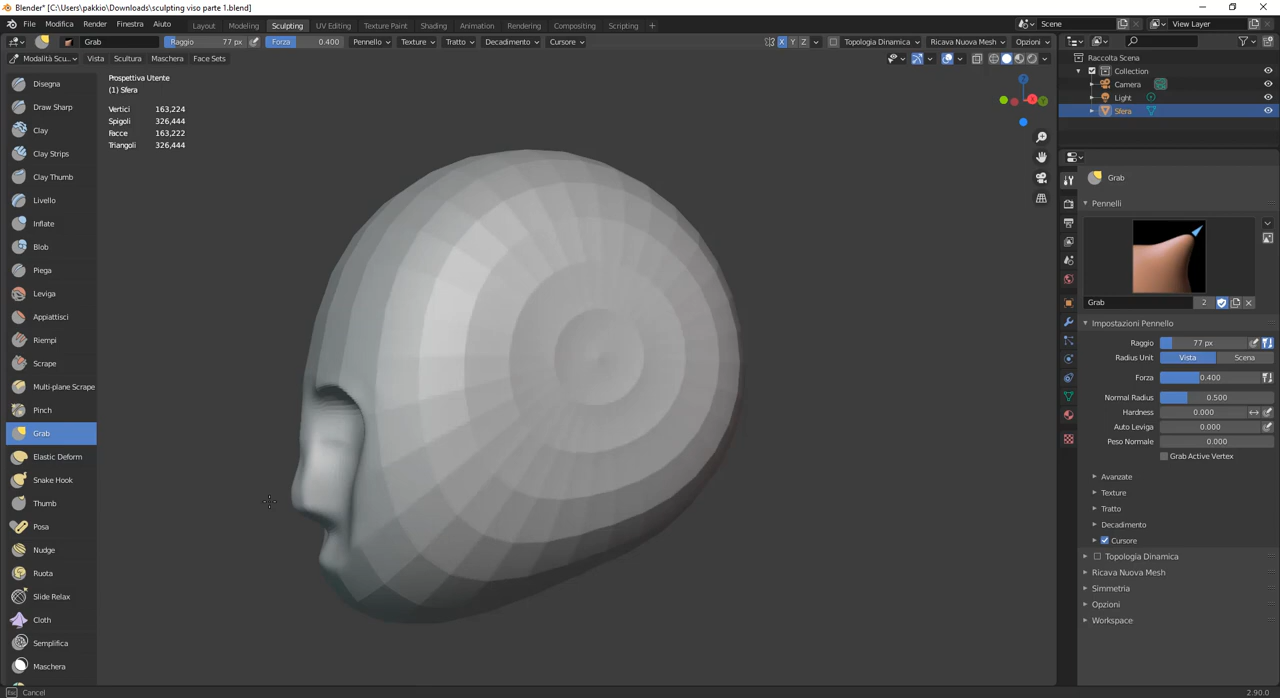 Blender* [C:\Users\pakkio\Downloads\sculpting viso parte 1.blend]
File Modifica Render Finestra Aiuto Layout Modeling Sculpting UV Editing Texture Paint Shading Animation Rendering Compositing Scripting + Scene View Layer
Grab Raggio 77 px Forza 0.400 Pennello Texture Tratto Decadimento Cursore X Y Z Topologia Dinamica Ricava Nuova Mesh Opzioni
Modalità Scu... Vista Scultura Maschera Face Sets
Raccolta Scena
Collection
Camera
Light
Sfera
Prospettiva Utente
(1) Sfera
Vertici 163,224
Spigoli 326,444
Facce 163,222
Triangoli 326,444
Z
X
Y
Disegna
Draw Sharp
Clay
Clay Strips
Clay Thumb
Livello
Inflate
Blob
Piega
Leviga
Appiattisci
Riempi
Scrape
Multi-plane Scrape
Pinch
Grab
Elastic Deform
Snake Hook
Thumb
Posa
Nudge
Ruota
Slide Relax
Cloth
Semplifica
Maschera
Grab
Pennelli
Grab 2
Impostazioni Pennello
Raggio 77 px
Radius Unit Vista Scena
Forza 0.400
Normal Radius 0.500
Hardness 0.000
Auto Leviga 0.000
Peso Normale 0.000
Grab Active Vertex
Avanzate
Texture
Tratto
Decadimento
Cursore
Topologia Dinamica
Ricava Nuova Mesh
Simmetria
Opzioni
Workspace
Esc Cancel 2.90.0